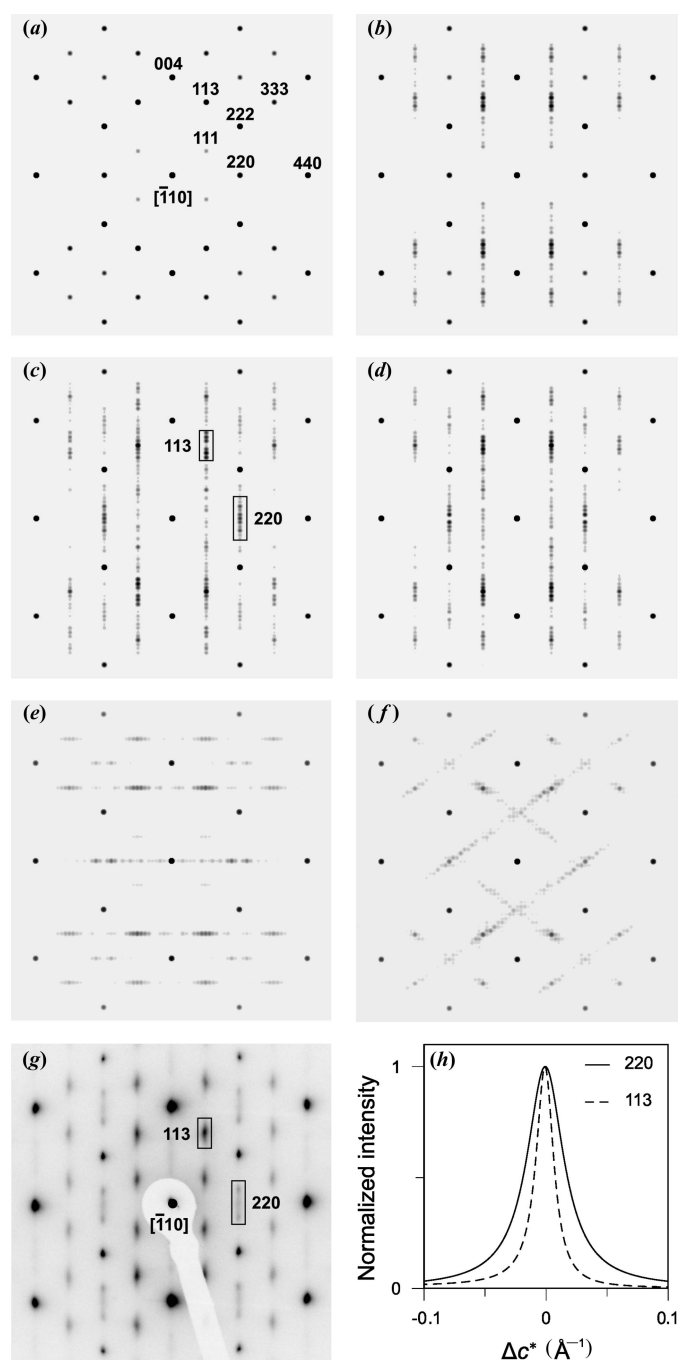 (a)
004
113
333
222
111
220
440
[1̄10]
(b)
(c)
113
220
(d)
(e)
(f)
(g)
113
220
[1̄10]
(h)
220
113
Normalized intensity
1
0
-0.1
0
0.1
Δc* (Å⁻¹)